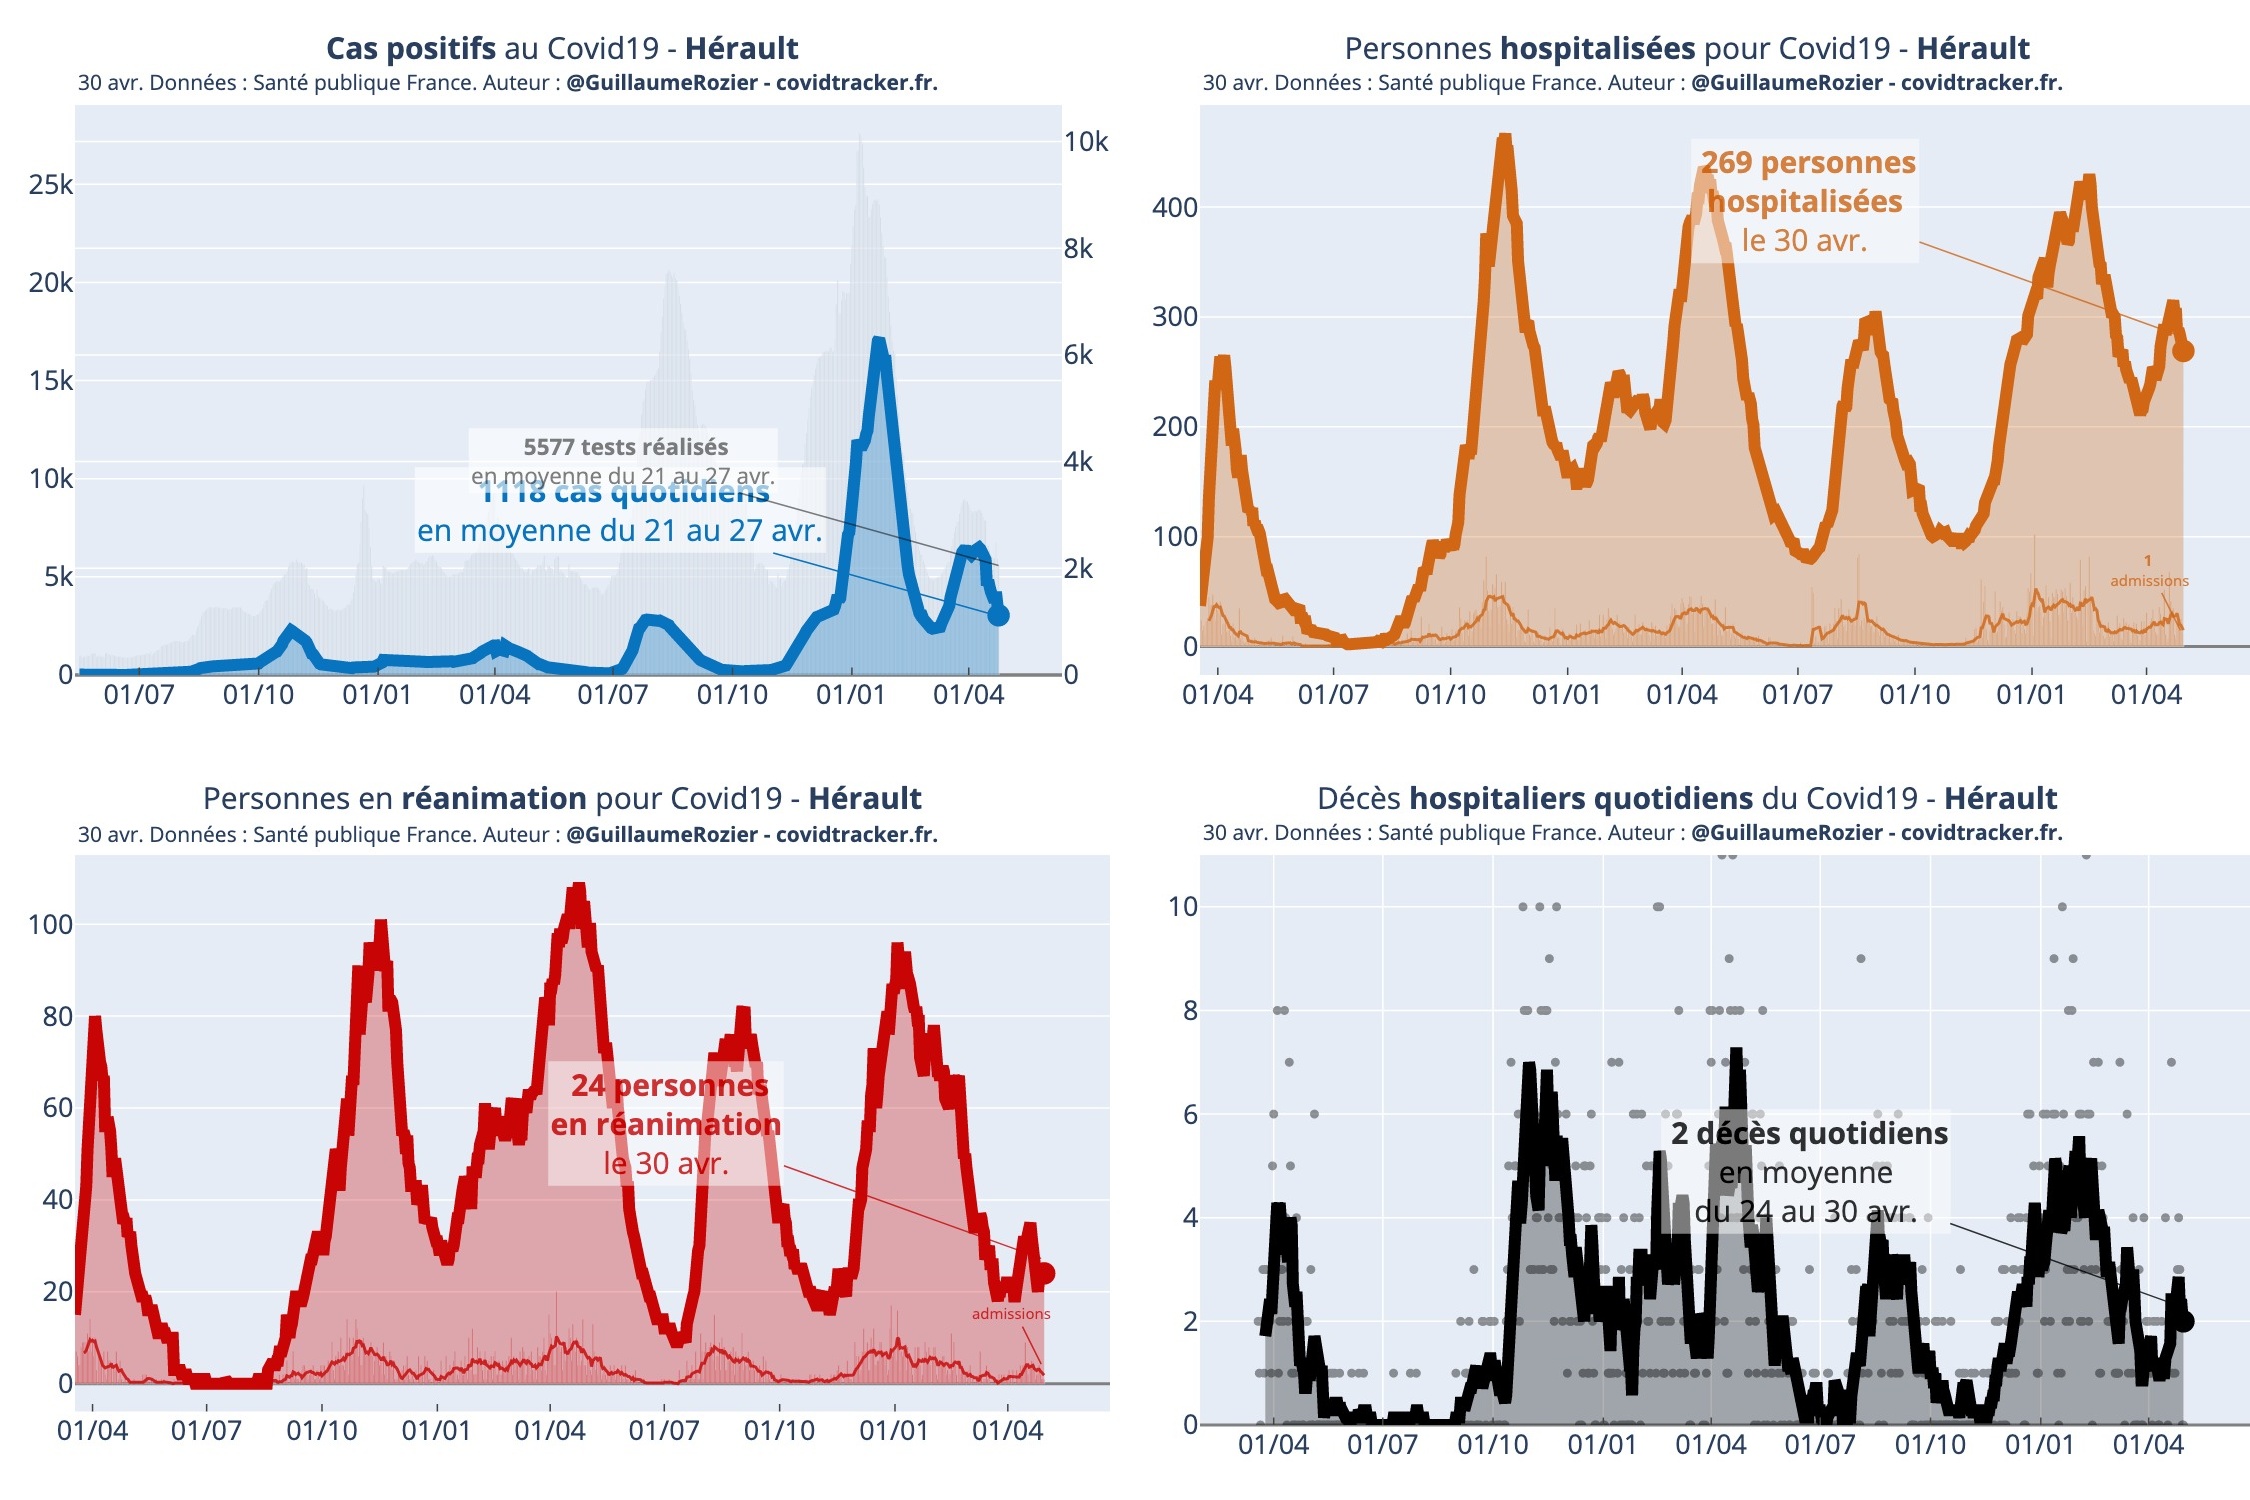 Cas positifs au Covid19 - Hérault
30 avr. Données : Santé publique France. Auteur : @GuillaumeRozier - covidtracker.fr.
25k
20k
15k
10k
5k
0
10k
8k
6k
4k
2k
0
5577 tests réalisés
en moyenne du 21 au 27 avr.
1118 cas quotidiens
en moyenne du 21 au 27 avr.
01/07 01/10 01/01 01/04 01/07 01/10 01/01 01/04
Personnes hospitalisées pour Covid19 - Hérault
30 avr. Données : Santé publique France. Auteur : @GuillaumeRozier - covidtracker.fr.
400
300
200
100
0
269 personnes
hospitalisées
le 30 avr.
1
admissions
01/04 01/07 01/10 01/01 01/04 01/07 01/10 01/01 01/04
Personnes en réanimation pour Covid19 - Hérault
30 avr. Données : Santé publique France. Auteur : @GuillaumeRozier - covidtracker.fr.
100
80
60
40
20
0
24 personnes
en réanimation
le 30 avr.
admissions
01/04 01/07 01/10 01/01 01/04 01/07 01/10 01/01 01/04
Décès hospitaliers quotidiens du Covid19 - Hérault
30 avr. Données : Santé publique France. Auteur : @GuillaumeRozier - covidtracker.fr.
10
8
6
4
2
0
2 décès quotidiens
en moyenne
du 24 au 30 avr.
01/04 01/07 01/10 01/01 01/04 01/07 01/10 01/01 01/04